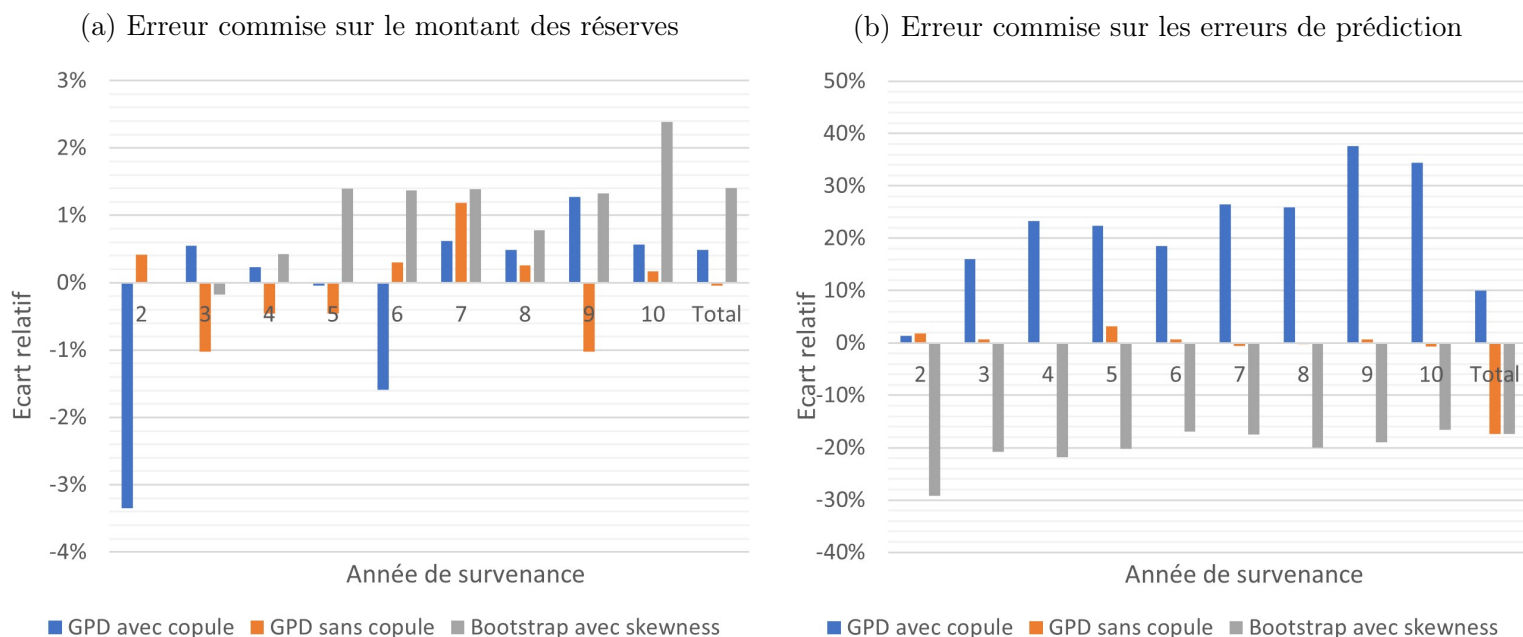 (a) Erreur commise sur le montant des réserves
3%
2%
1%
0%
-1%
-2%
-3%
-4%
Ecart relatif
2 3 4 5 6 7 8 9 10 Total
Année de survenance
GPD avec copule GPD sans copule Bootstrap avec skewness
(b) Erreur commise sur les erreurs de prédiction
50%
40%
30%
20%
10%
0%
-10%
-20%
-30%
-40%
Ecart relatif
2 3 4 5 6 7 8 9 10 Total
Année de survenance
GPD avec copule GPD sans copule Bootstrap avec skewness